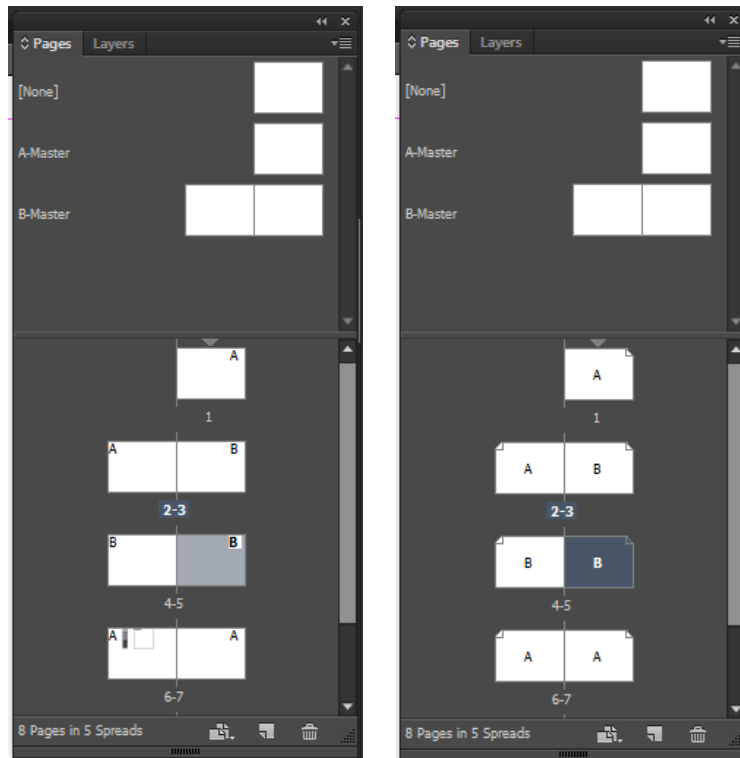 Pages Layers
[None]
A-Master
B-Master
A
1
A B
2-3
B B
4-5
A A
6-7
8 Pages in 5 Spreads
Pages Layers
[None]
A-Master
B-Master
A
1
A B
2-3
B B
4-5
A A
6-7
8 Pages in 5 Spreads